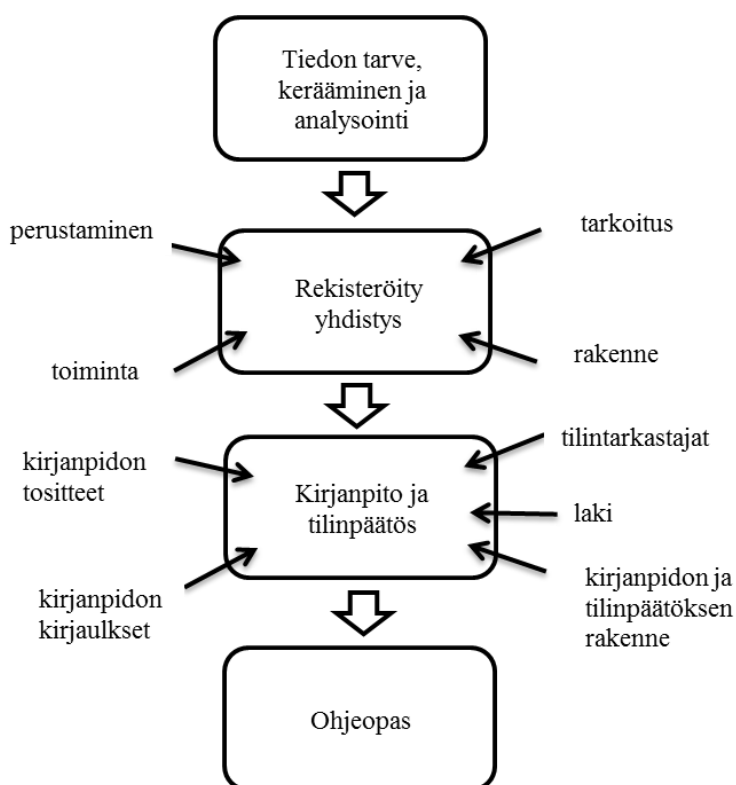 Tiedon tarve,
kerääminen ja
analysointi
perustaminen
tarkoitus
Rekisteröity
yhdistys
toiminta
rakenne
kirjanpidon
tositteet
tilintarkastajat
Kirjanpito ja
tilinpäätös
laki
kirjanpidon
kirjaulkset
kirjanpidon ja
tilinpäätöksen
rakenne
Ohjeopas